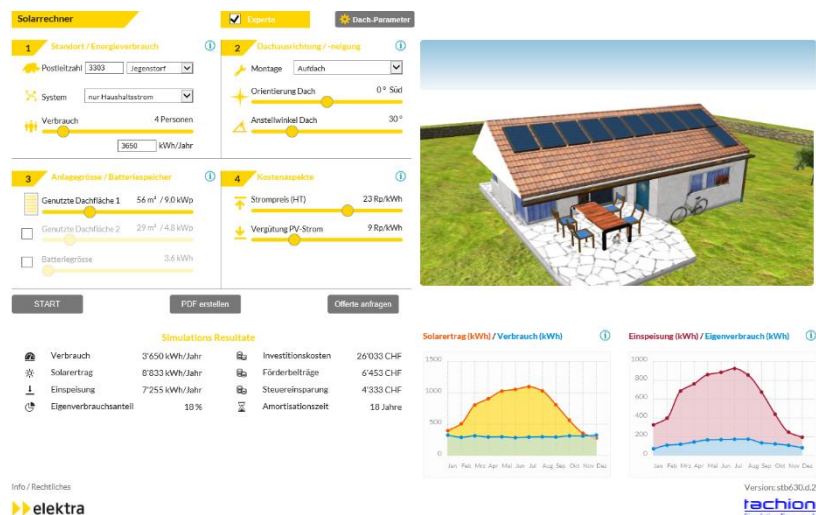 Solarrechner
Experte
Dach-Parameter
1 Standort / Energieverbrauch
Postleitzahl 3303 Jegenstorf
System nur Haushaltsstrom
Verbrauch 4 Personen
3650 kWh/Jahr
2 Dachausrichtung / -neigung
Montage Aufdach
Orientierung Dach 0° Süd
Anstellwinkel Dach 30°
3 Anlagegrösse / Batteriespeicher
Genutzte Dachfläche 1 56 m² / 9.0 kWp
Genutzte Dachfläche 2 29 m² / 4.8 kWp
Batteriegrösse 3.6 kWh
4 Kostenaspekte
Strompreis (HT) 23 Rp/kWh
Vergütung PV-Strom 9 Rp/kWh
START
PDF erstellen
Offerte anfragen
Simulations Resultate
Verbrauch 3'650 kWh/Jahr
Solarertrag 8'833 kWh/Jahr
Einspeisung 7'255 kWh/Jahr
Eigenverbrauchsanteil 18 %
Investitionskosten 26'033 CHF
Förderbeiträge 6'453 CHF
Steuereinsparung 4'333 CHF
Amortisationszeit 18 Jahre
Solarertrag (kWh) / Verbrauch (kWh)
1500
1000
500
0
Jan Feb Mrz Apr Mai Jun Jul Aug Sep Okt Nov Dez
Einspeisung (kWh) / Eigenverbrauch (kWh)
1000
800
600
400
200
0
Jan Feb Mrz Apr Mai Jun Jul Aug Sep Okt Nov Dez
Info / Rechtliches
elektra
Version: stb630.d.2
tachion